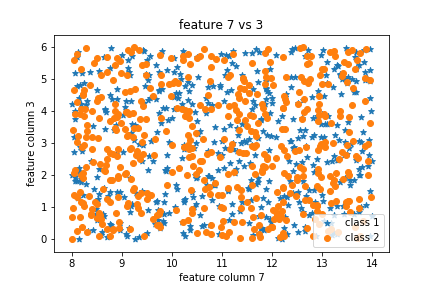 feature 7 vs 3
feature column 3
6
5
4
3
2
1
0
8 9 10 11 12 13 14
feature column 7
class 1
class 2